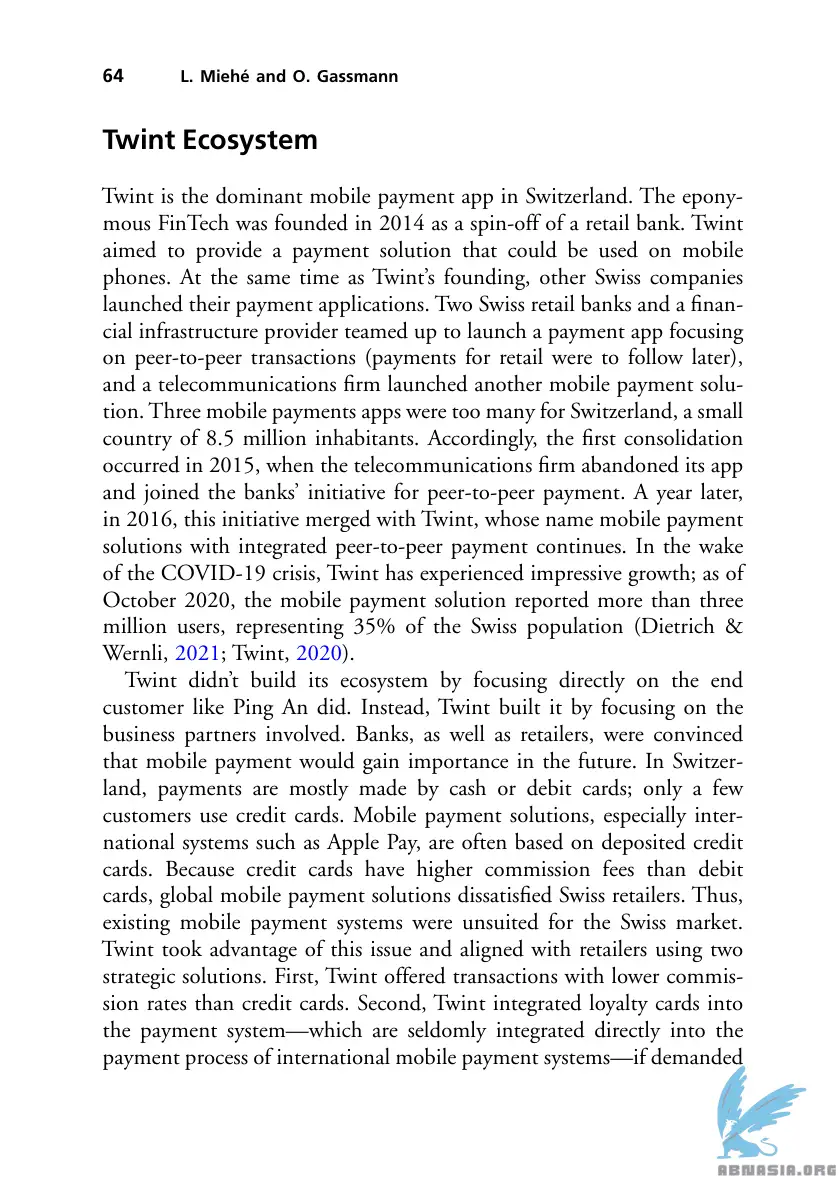 64 L. Miehé and O. Gassmann
Twint Ecosystem
Twint is the dominant mobile payment app in Switzerland. The epony-
mous FinTech was founded in 2014 as a spin-off of a retail bank. Twint
aimed to provide a payment solution that could be used on mobile
phones. At the same time as Twint’s founding, other Swiss companies
launched their payment applications. Two Swiss retail banks and a finan-
cial infrastructure provider teamed up to launch a payment app focusing
on peer-to-peer transactions (payments for retail were to follow later),
and a telecommunications firm launched another mobile payment solu-
tion. Three mobile payments apps were too many for Switzerland, a small
country of 8.5 million inhabitants. Accordingly, the first consolidation
occurred in 2015, when the telecommunications firm abandoned its app
and joined the banks’ initiative for peer-to-peer payment. A year later,
in 2016, this initiative merged with Twint, whose name mobile payment
solutions with integrated peer-to-peer payment continues. In the wake
of the COVID-19 crisis, Twint has experienced impressive growth; as of
October 2020, the mobile payment solution reported more than three
million users, representing 35% of the Swiss population (Dietrich &
Wernli, 2021; Twint, 2020).
Twint didn’t build its ecosystem by focusing directly on the end
customer like Ping An did. Instead, Twint built it by focusing on the
business partners involved. Banks, as well as retailers, were convinced
that mobile payment would gain importance in the future. In Switzer-
land, payments are mostly made by cash or debit cards; only a few
customers use credit cards. Mobile payment solutions, especially inter-
national systems such as Apple Pay, are often based on deposited credit
cards. Because credit cards have higher commission fees than debit
cards, global mobile payment solutions dissatisfied Swiss retailers. Thus,
existing mobile payment systems were unsuited for the Swiss market.
Twint took advantage of this issue and aligned with retailers using two
strategic solutions. First, Twint offered transactions with lower commis-
sion rates than credit cards. Second, Twint integrated loyalty cards into
the payment system—which are seldomly integrated directly into the
payment process of international mobile payment systems—if demanded
ABNASIA.ORG